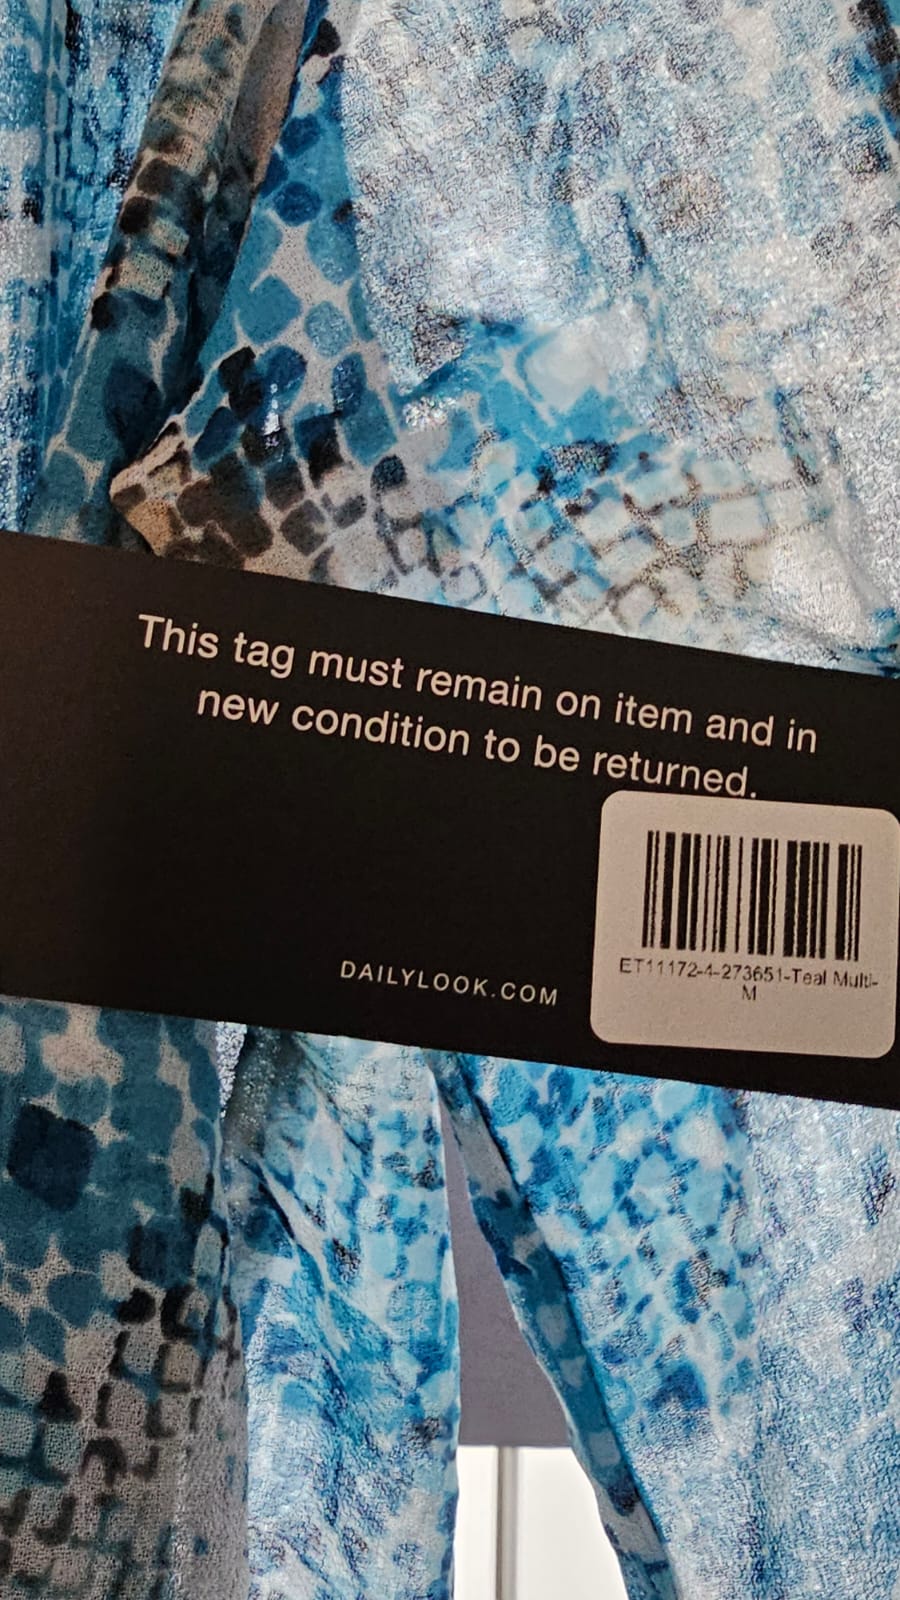 This tag must remain on item and in
new condition to be returned.
DAILYLOOK.COM
ET11172-4-273651-Teal Multi-
M